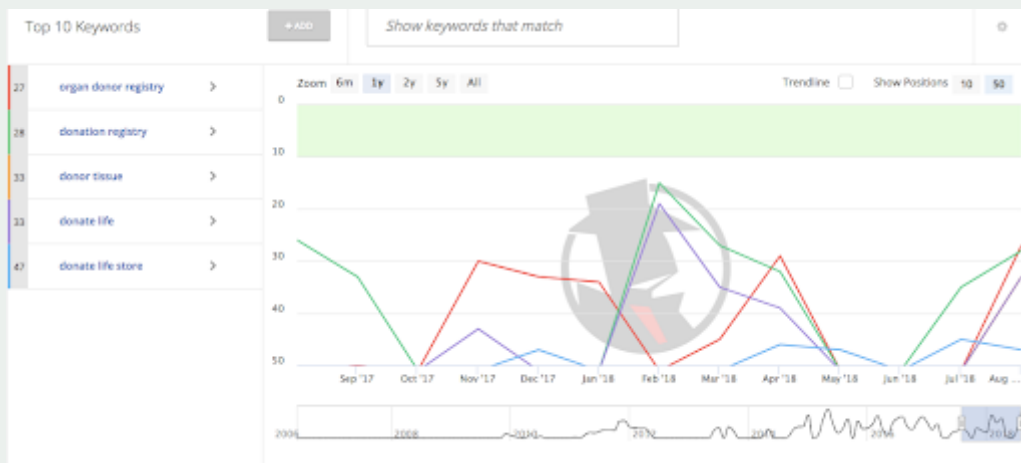 Top 10 Keywords
+ ADD
Show keywords that match
27 organ donor registry
28 donation registry
33 donor tissue
33 donate life
47 donate life store
Zoom 6m 1y 2y 5y All
Trendline
Show Positions 10 50
0
10
20
30
40
50
Sep '17 Oct '17 Nov '17 Dec '17 Jan '18 Feb '18 Mar '18 Apr '18 May '18 Jun '18 Jul '18 Aug ...
2006 2008 2010 2012 2014 2016 2018